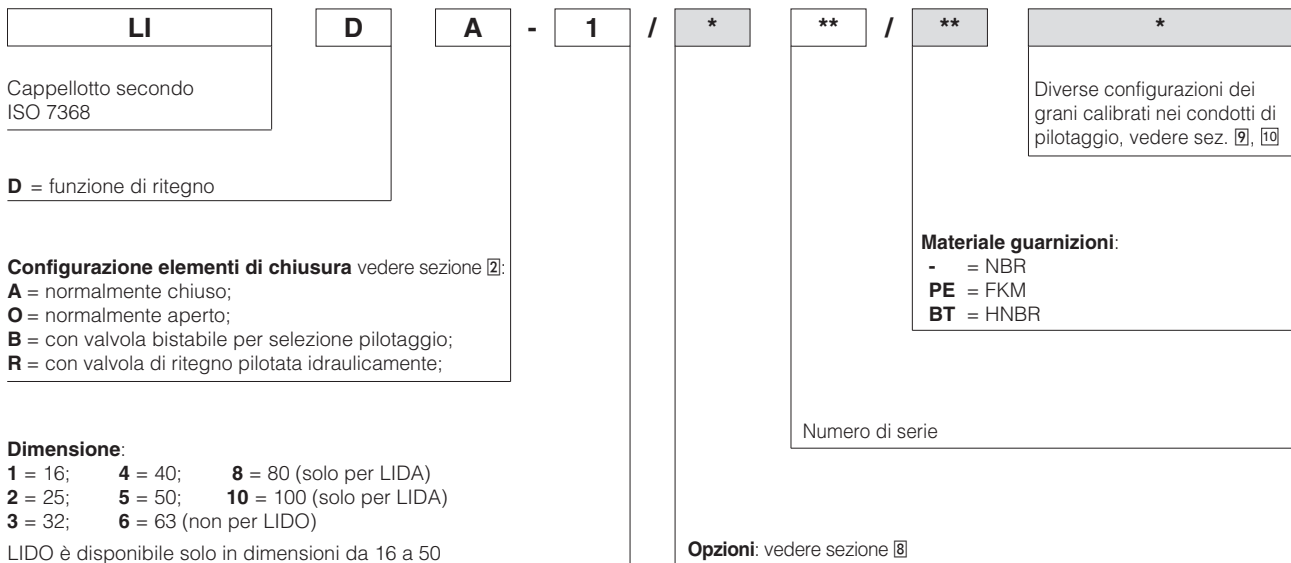 LI D A - 1 / * ** / ** *
Cappellotto secondo
ISO 7368
Diverse configurazioni dei
grani calibrati nei condotti di
pilotaggio, vedere sez. 9, 10
D = funzione di ritegno
Configurazione elementi di chiusura vedere sezione 2:
A = normalmente chiuso;
O = normalmente aperto;
B = con valvola bistabile per selezione pilotaggio;
R = con valvola di ritegno pilotata idraulicamente;
Materiale guarnizioni:
- = NBR
PE = FKM
BT = HNBR
Numero di serie
Dimensione:
1 = 16; 4 = 40; 8 = 80 (solo per LIDA)
2 = 25; 5 = 50; 10 = 100 (solo per LIDA)
3 = 32; 6 = 63 (non per LIDO)
LIDO è disponibile solo in dimensioni da 16 a 50
Opzioni: vedere sezione 8